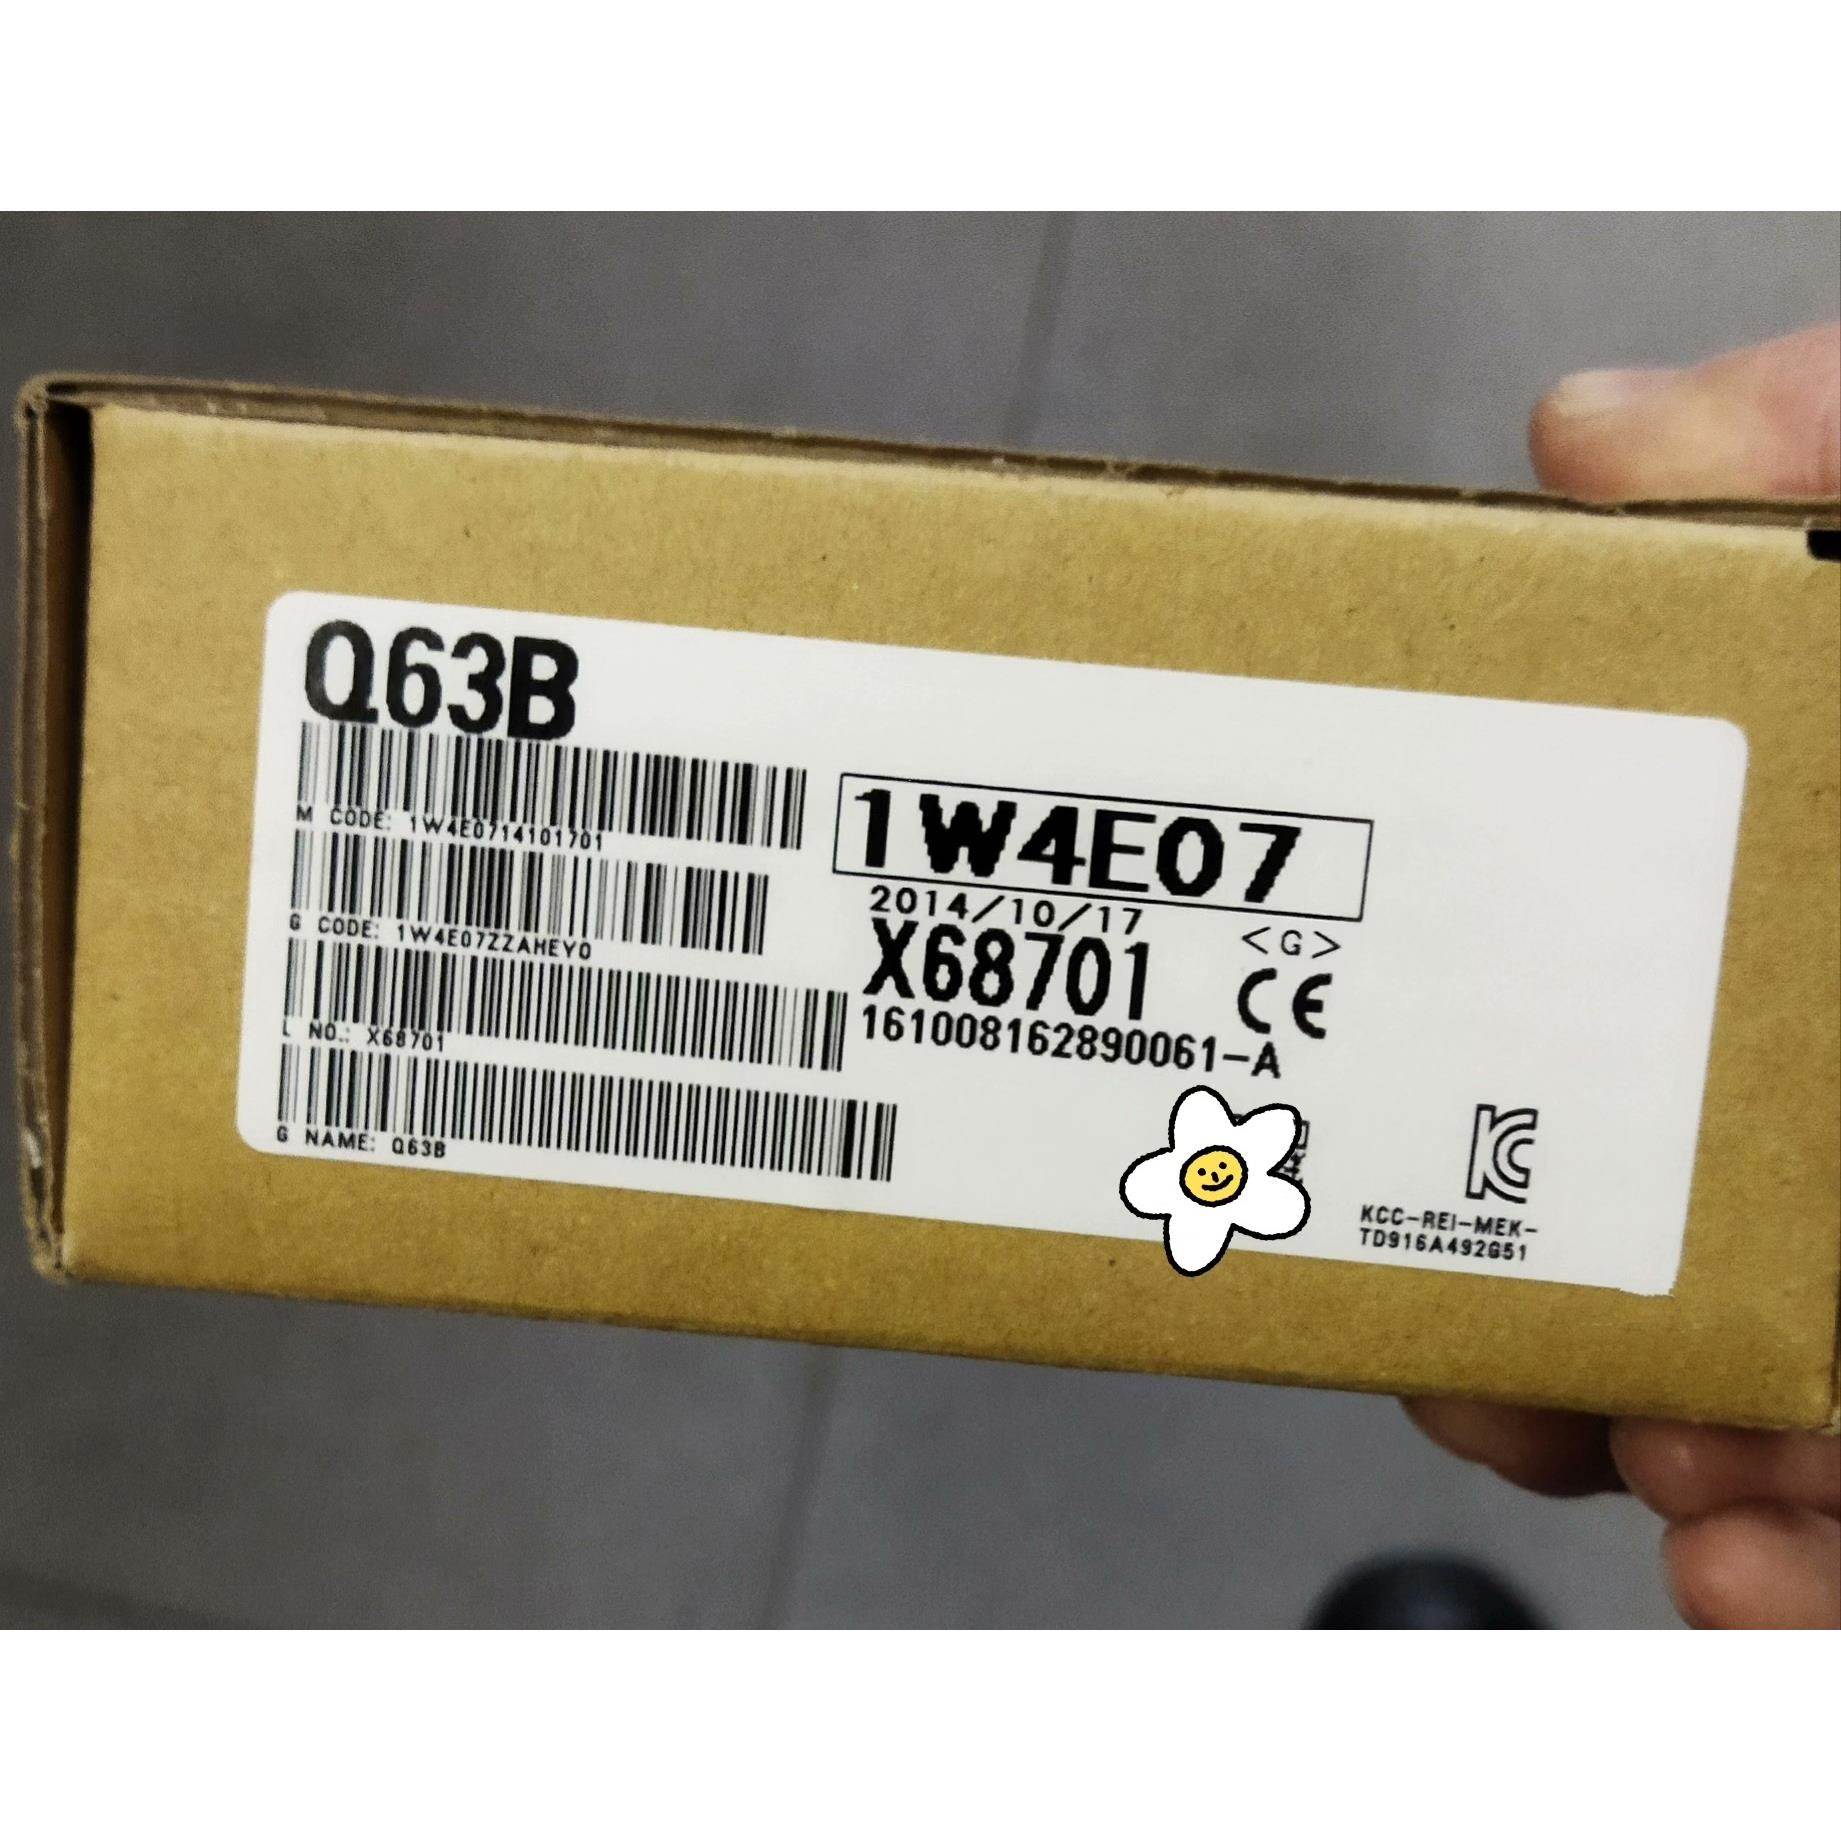 Q63B
M CODE: 1W4E0714101701
G CODE: 1W4E07ZZAHEY0
L NO.: X68701
G NAME: Q63B
1W4E07
2014/10/17
<G>
X68701
CE
161008162890061-A
KC
KCC-REI-MEK-
TD916A492G51